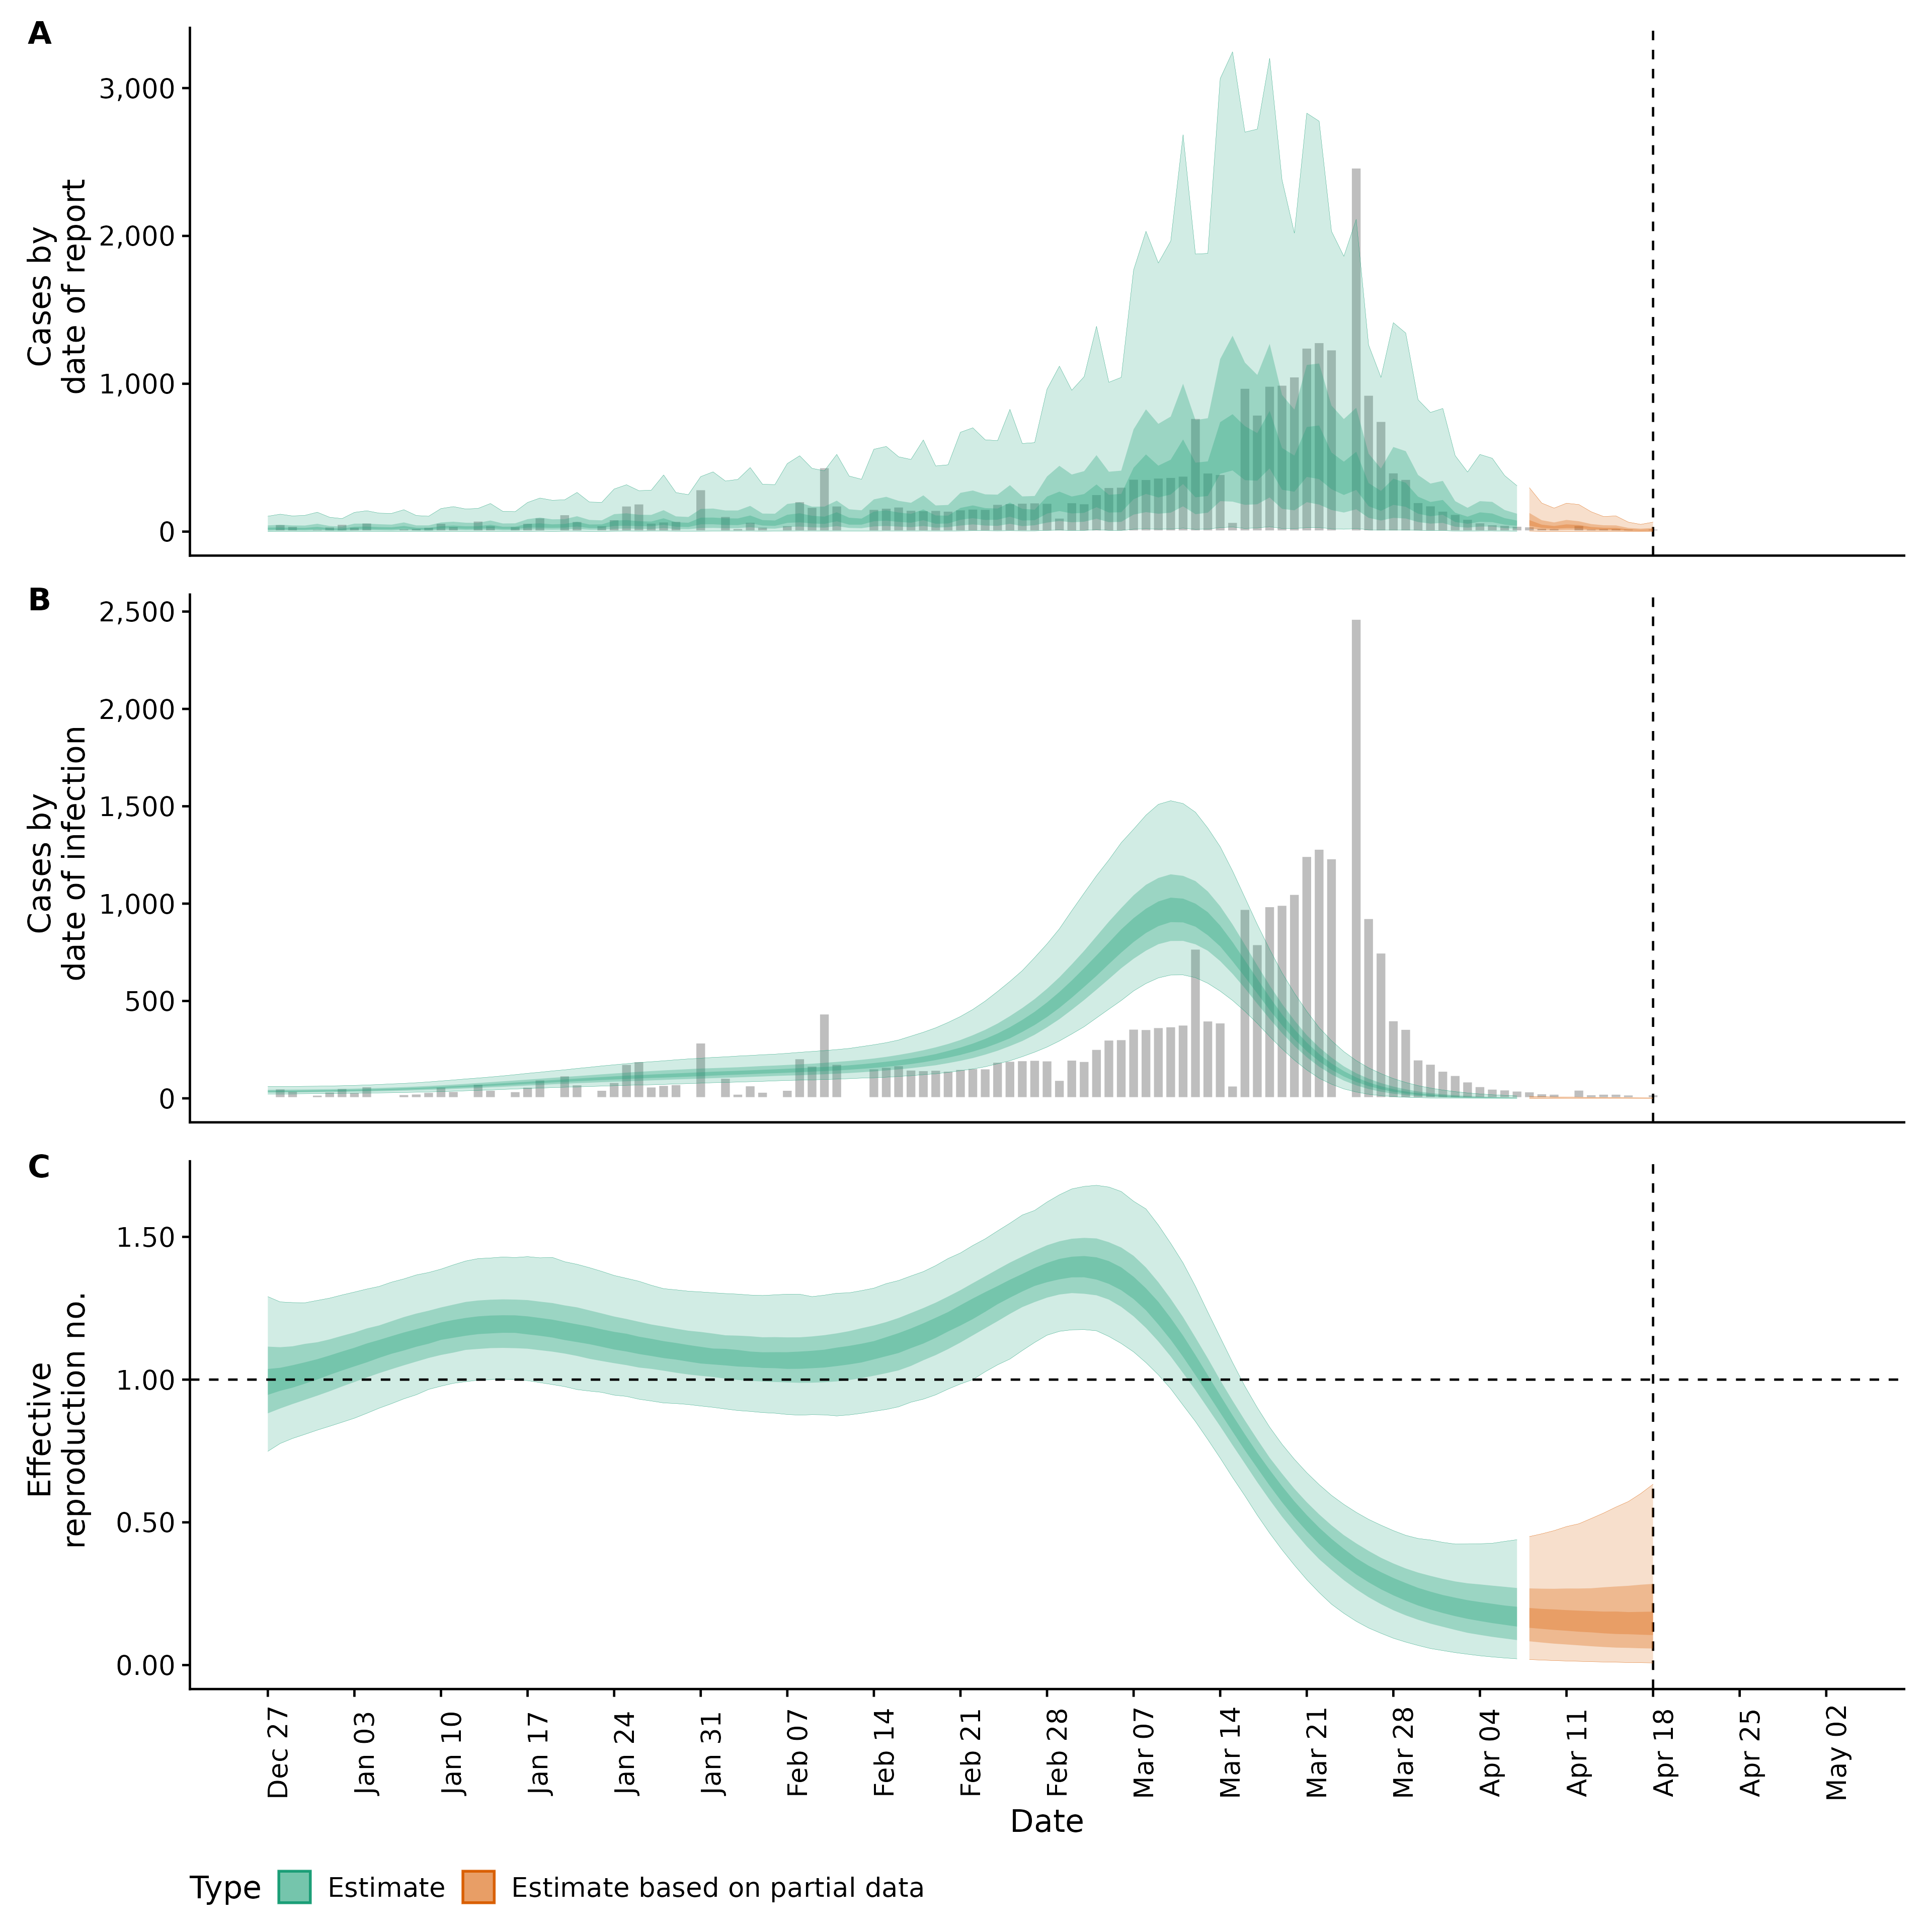 A
Cases by
date of report
3,000
2,000
1,000
0
B
Cases by
date of infection
2,500
2,000
1,500
1,000
500
0
C
Effective
reproduction no.
1.50
1.00
0.50
0.00
Dec 27
Jan 03
Jan 10
Jan 17
Jan 24
Jan 31
Feb 07
Feb 14
Feb 21
Feb 28
Mar 07
Mar 14
Mar 21
Mar 28
Apr 04
Apr 11
Apr 18
Apr 25
May 02
Date
Type Estimate Estimate based on partial data